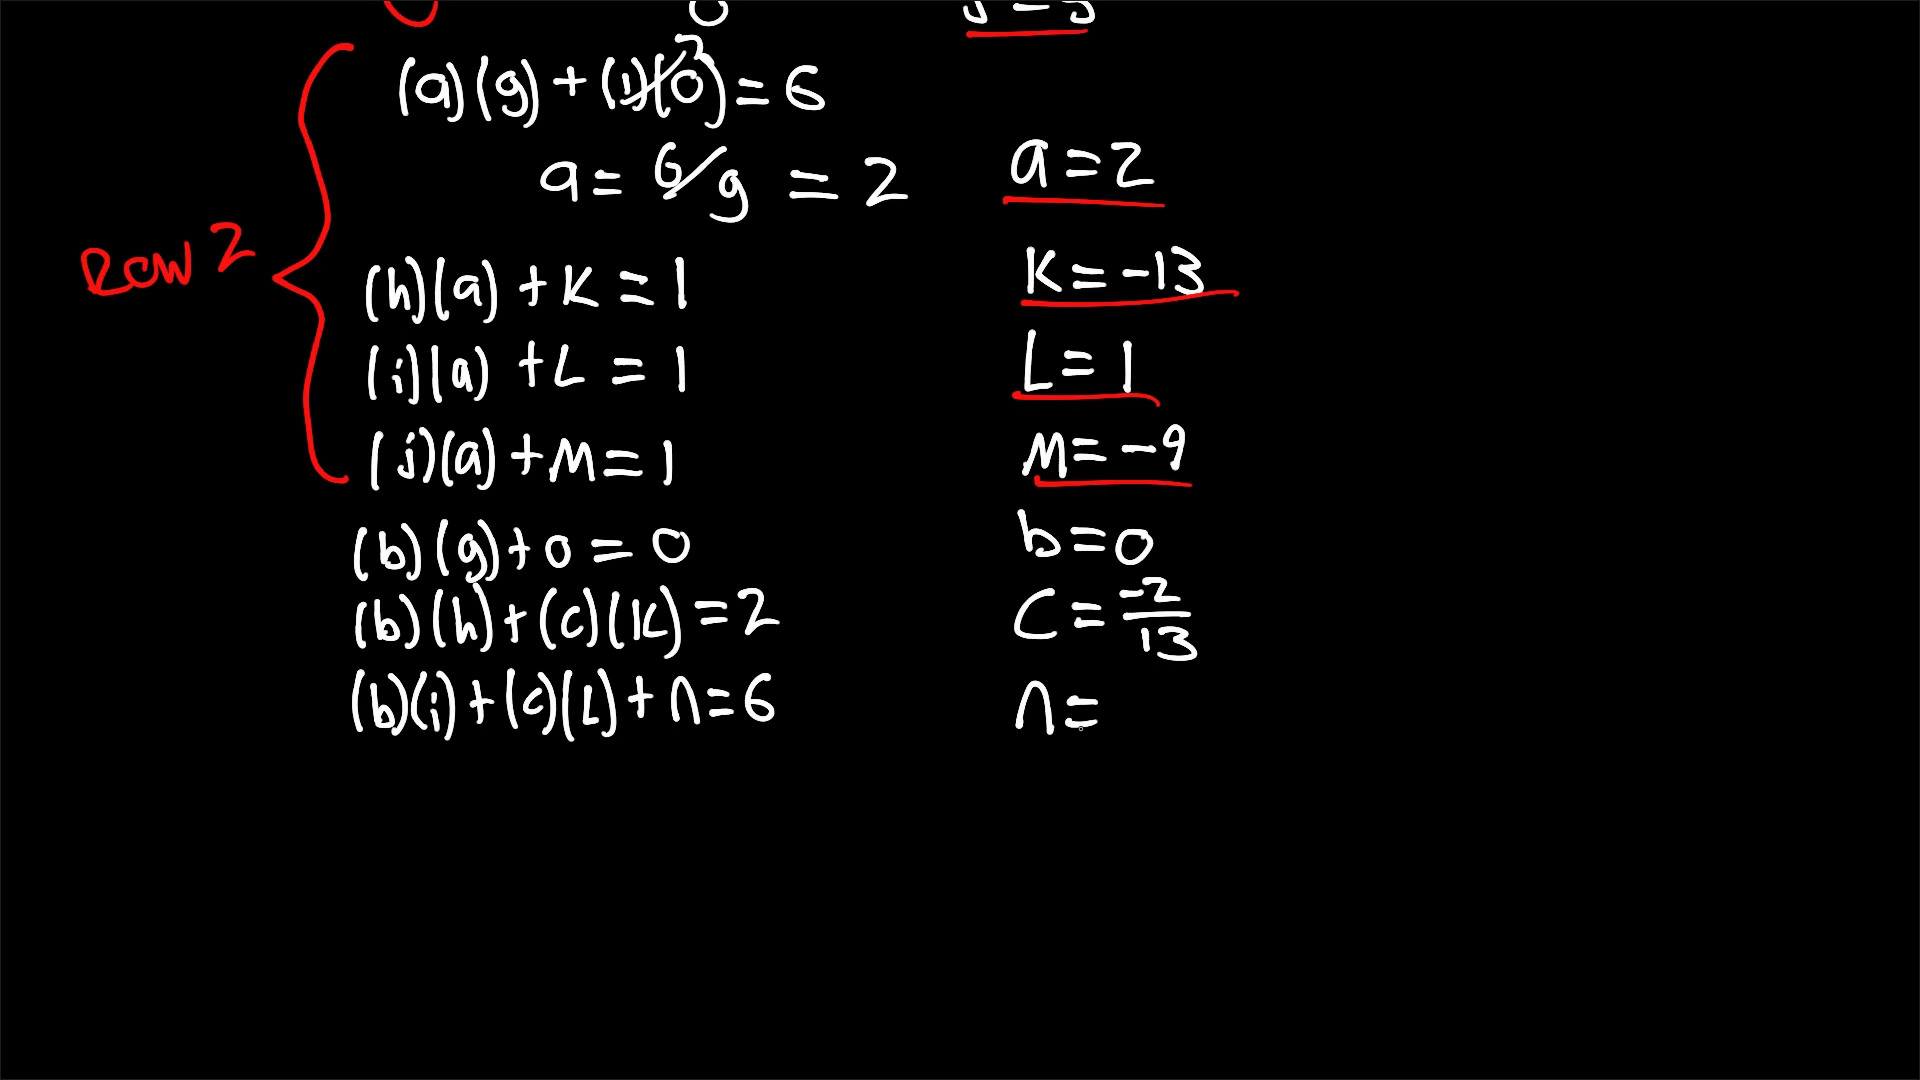 (a)(g) + (1)(0) = 6
a = 6/g = 2 a = 2
Row 2
(h)(a) + K = 1 K = -13
(i)(a) + L = 1 L = 1
(j)(a) + M = 1 M = -9
(b)(g) + 0 = 0 b = 0
(b)(h) + (c)(K) = 2 C = -2/13
(b)(i) + (c)(L) + n = 6 n =